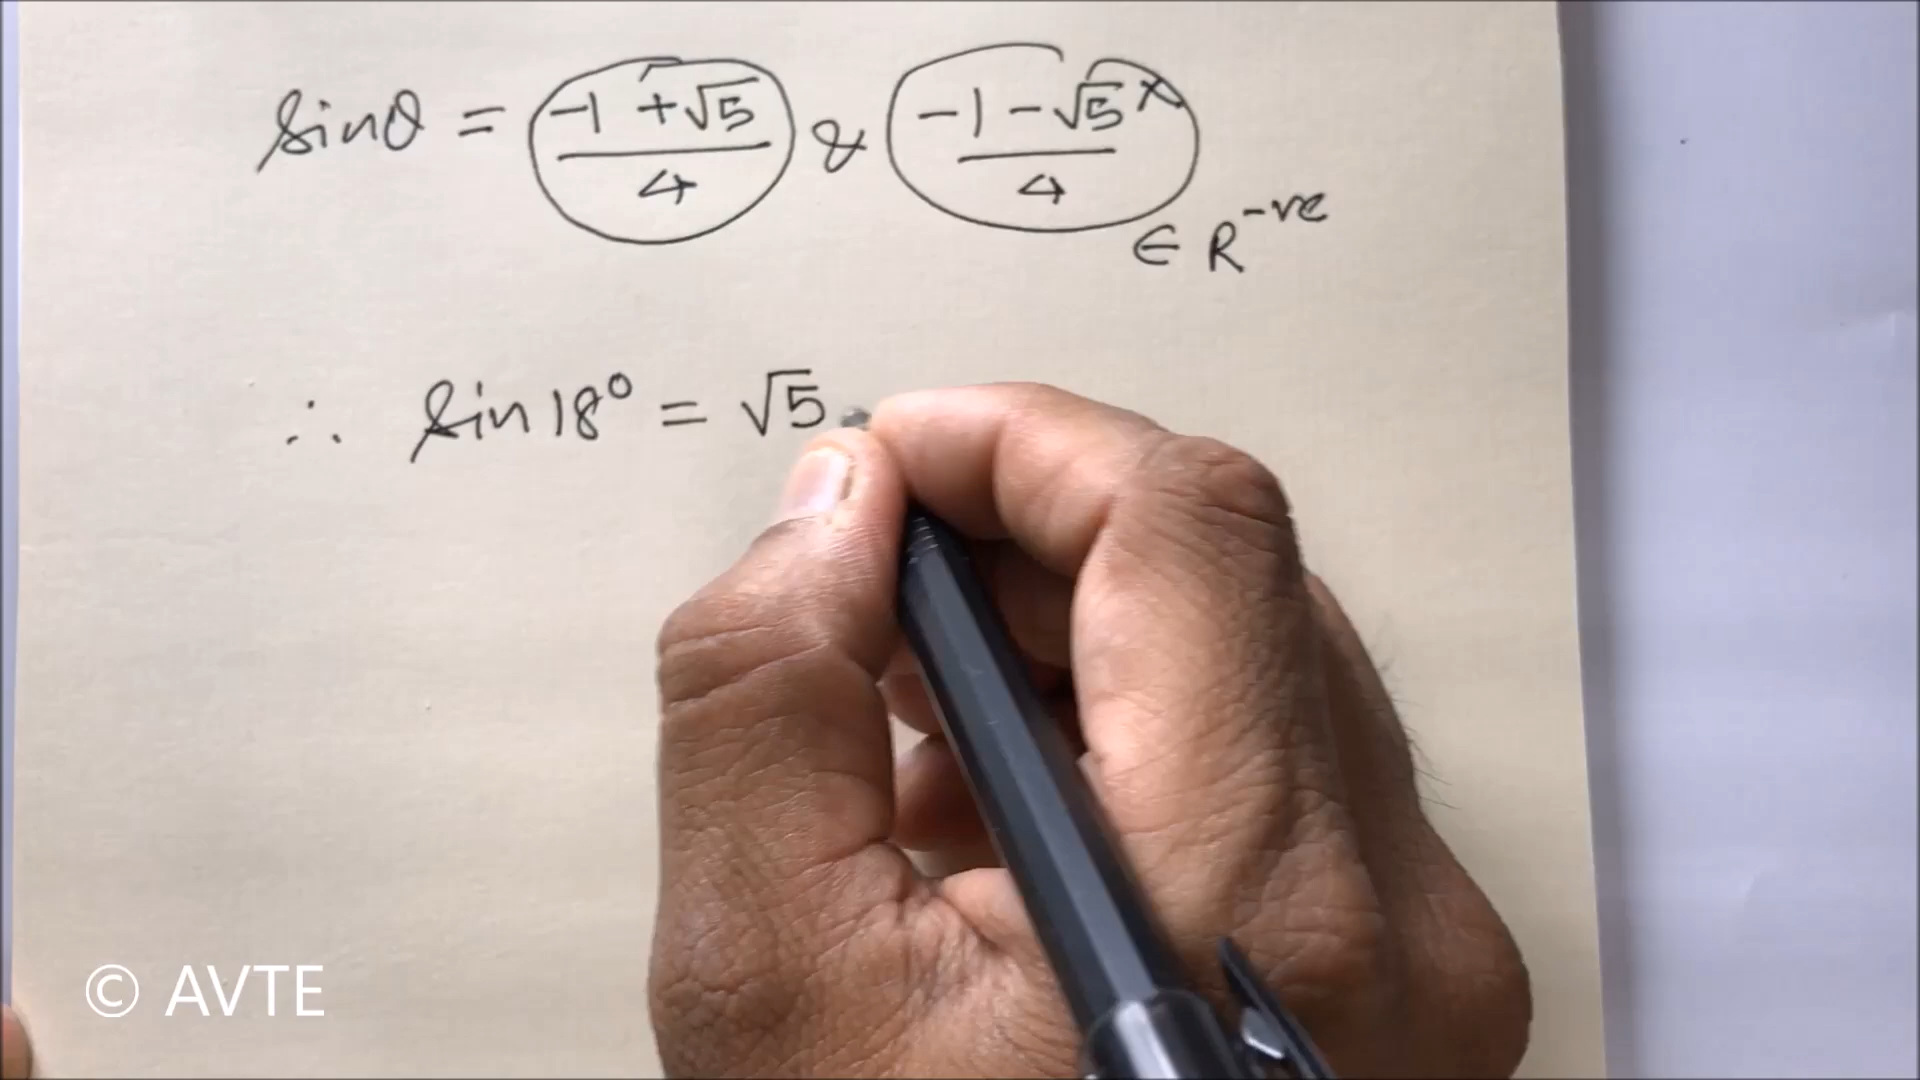 sinθ = (-1 + √5)/4 & (-1 - √5)/4 ×
∈ R^-ve
∴ sin 18° = √5
© AVTE